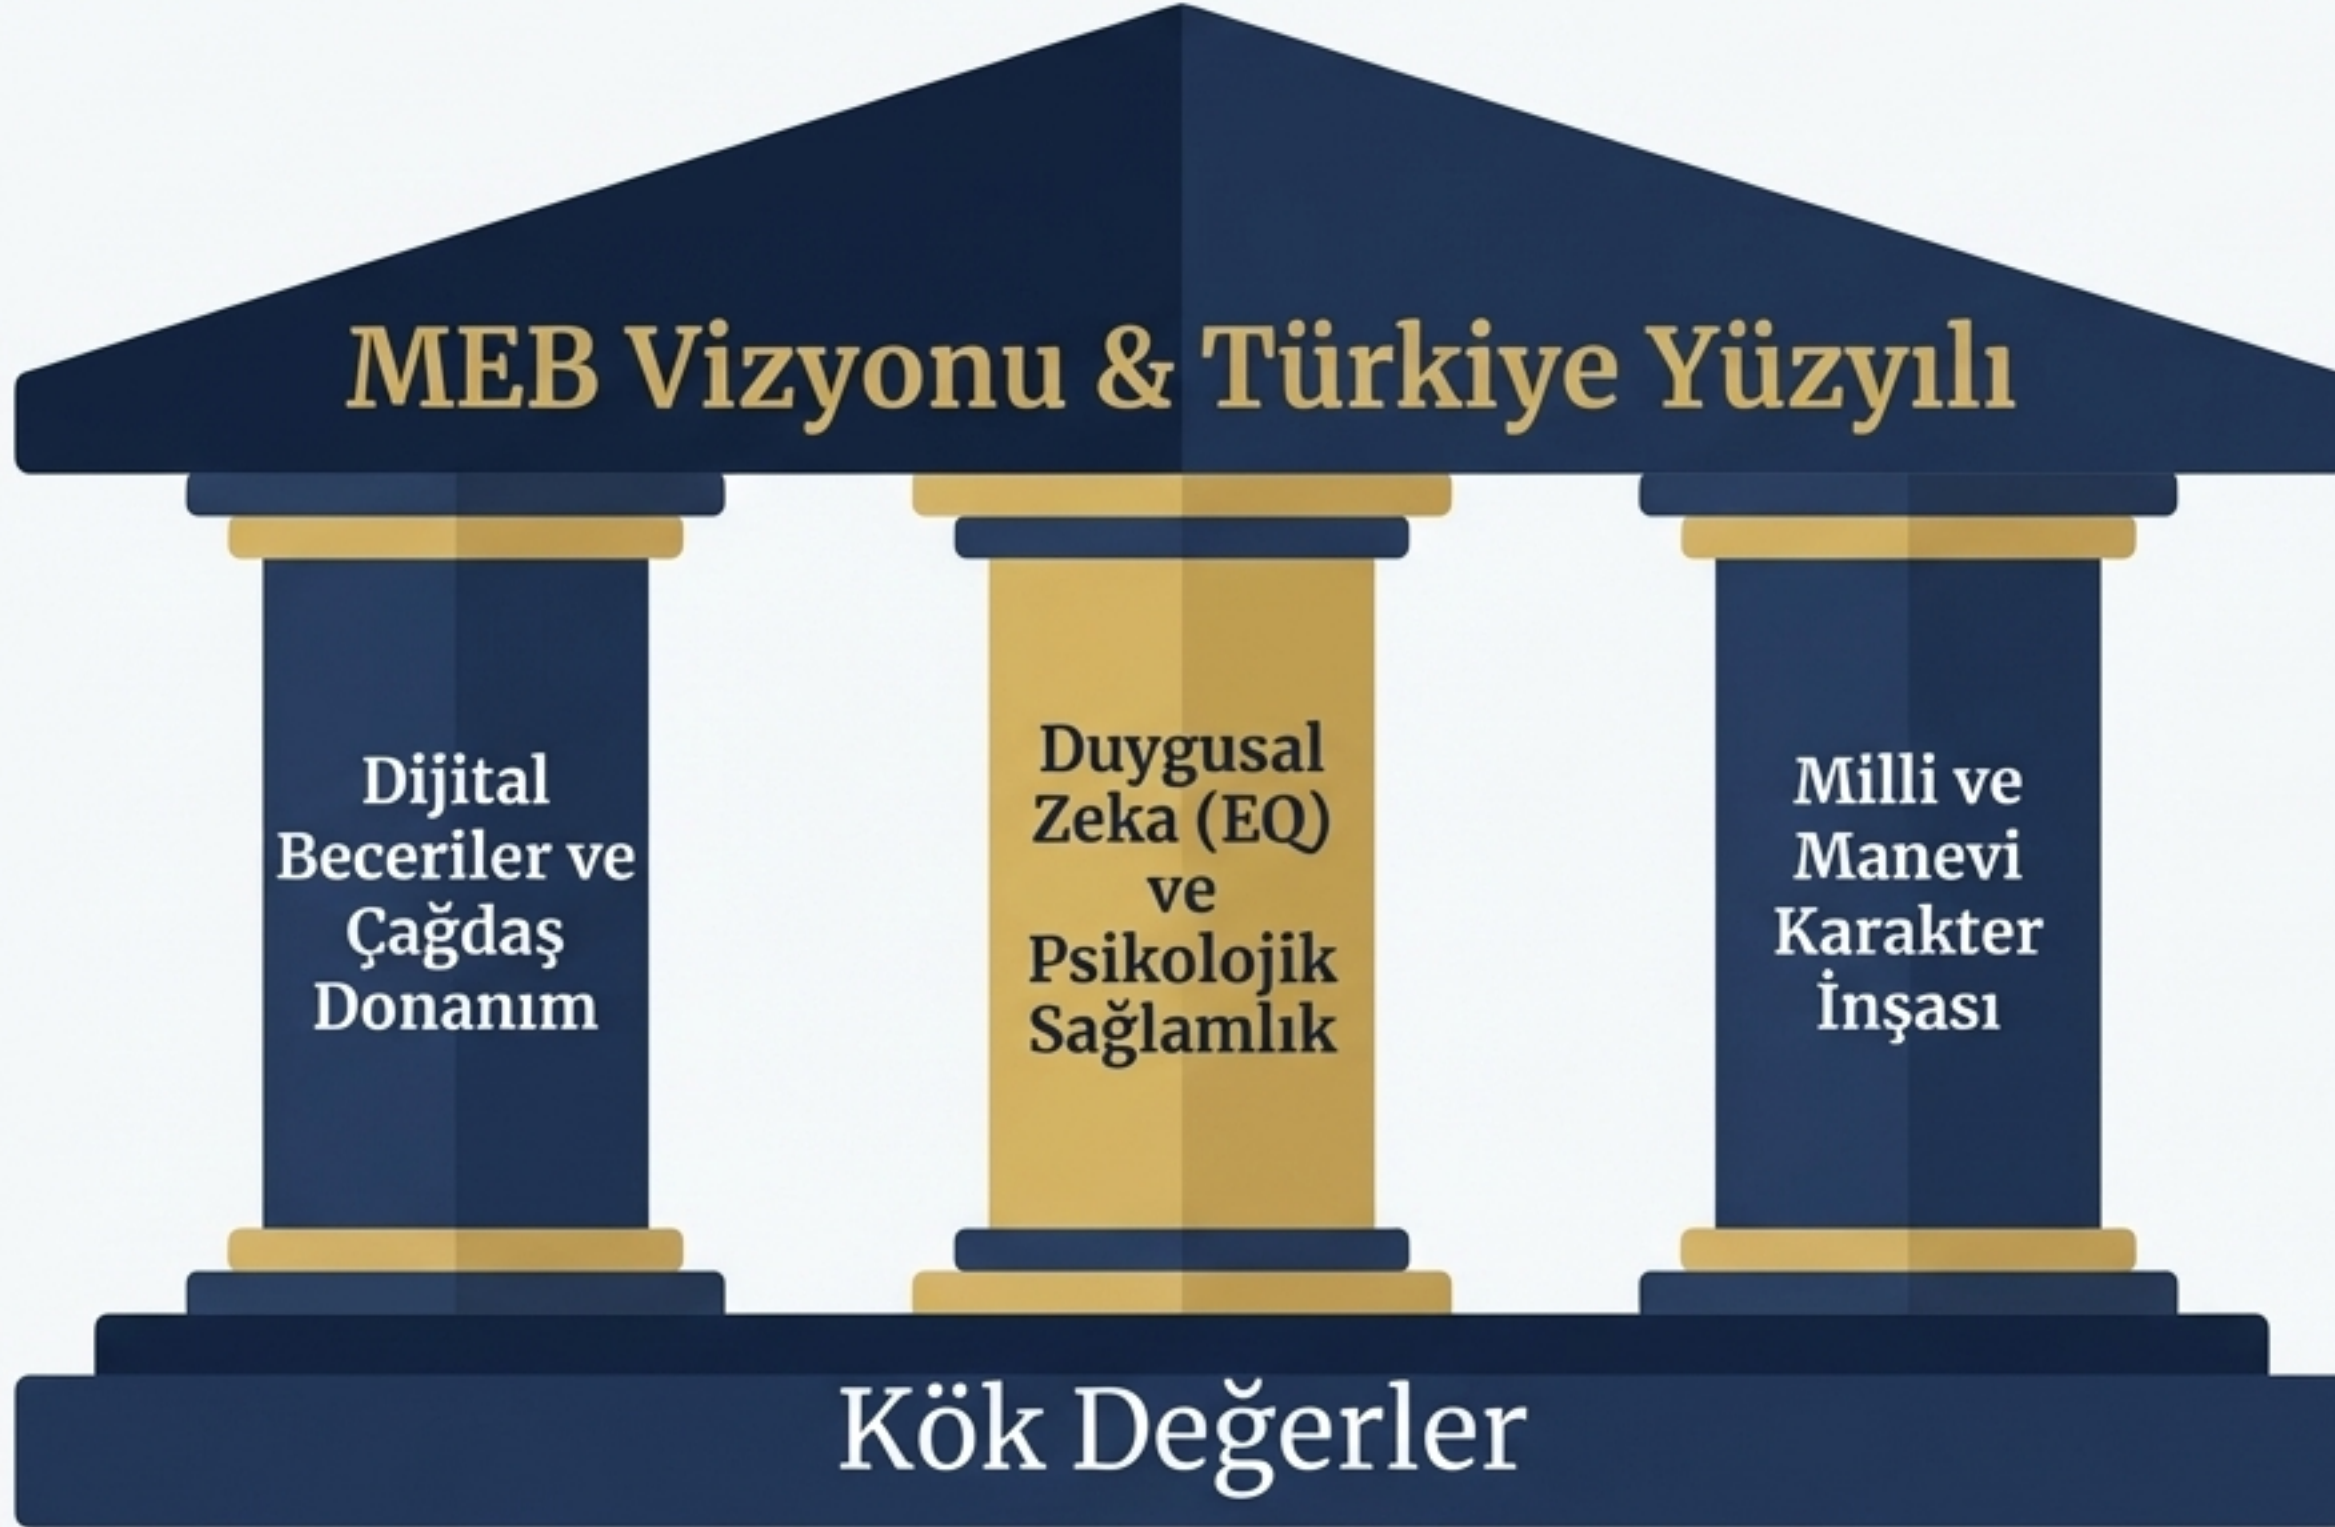 MEB Vizyonu & Türkiye Yüzyılı
Dijital
Beceriler ve
Çağdaş
Donanım
Duygusal
Zeka (EQ)
ve
Psikolojik
Sağlamlık
Milli ve
Manevi
Karakter
İnşası
Kök Değerler